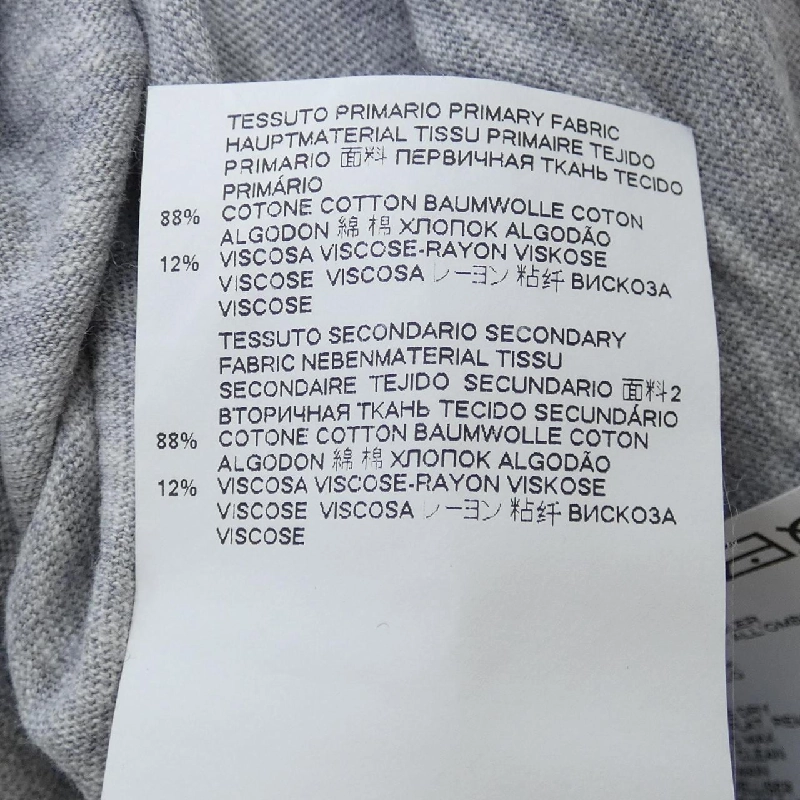 TESSUTO PRIMARIO PRIMARY FABRIC
HAUPTMATERIAL TISSU PRIMAIRE TEJIDO
PRIMARIO 面料 ПЕРВИЧНАЯ ТКАНЬ TECIDO
PRIMÁRIO
88% COTONE COTTON BAUMWOLLE COTON
ALGODON 綿 棉 ХЛОПОК ALGODÃO
12% VISCOSA VISCOSE-RAYON VISKOSE
VISCOSE VISCOSA レーヨン 粘纤 ВИСКОЗА
VISCOSE
TESSUTO SECONDARIO SECONDARY
FABRIC NEBENMATERIAL TISSU
SECONDAIRE TEJIDO SECUNDARIO 面料2
ВТОРИЧНАЯ ТКАНЬ TECIDO SECUNDÁRIO
88% COTONE COTTON BAUMWOLLE COTON
ALGODON 綿 棉 ХЛОПОК ALGODÃO
12% VISCOSA VISCOSE-RAYON VISKOSE
VISCOSE VISCOSA レーヨン 粘纤 ВИСКОЗА
VISCOSE